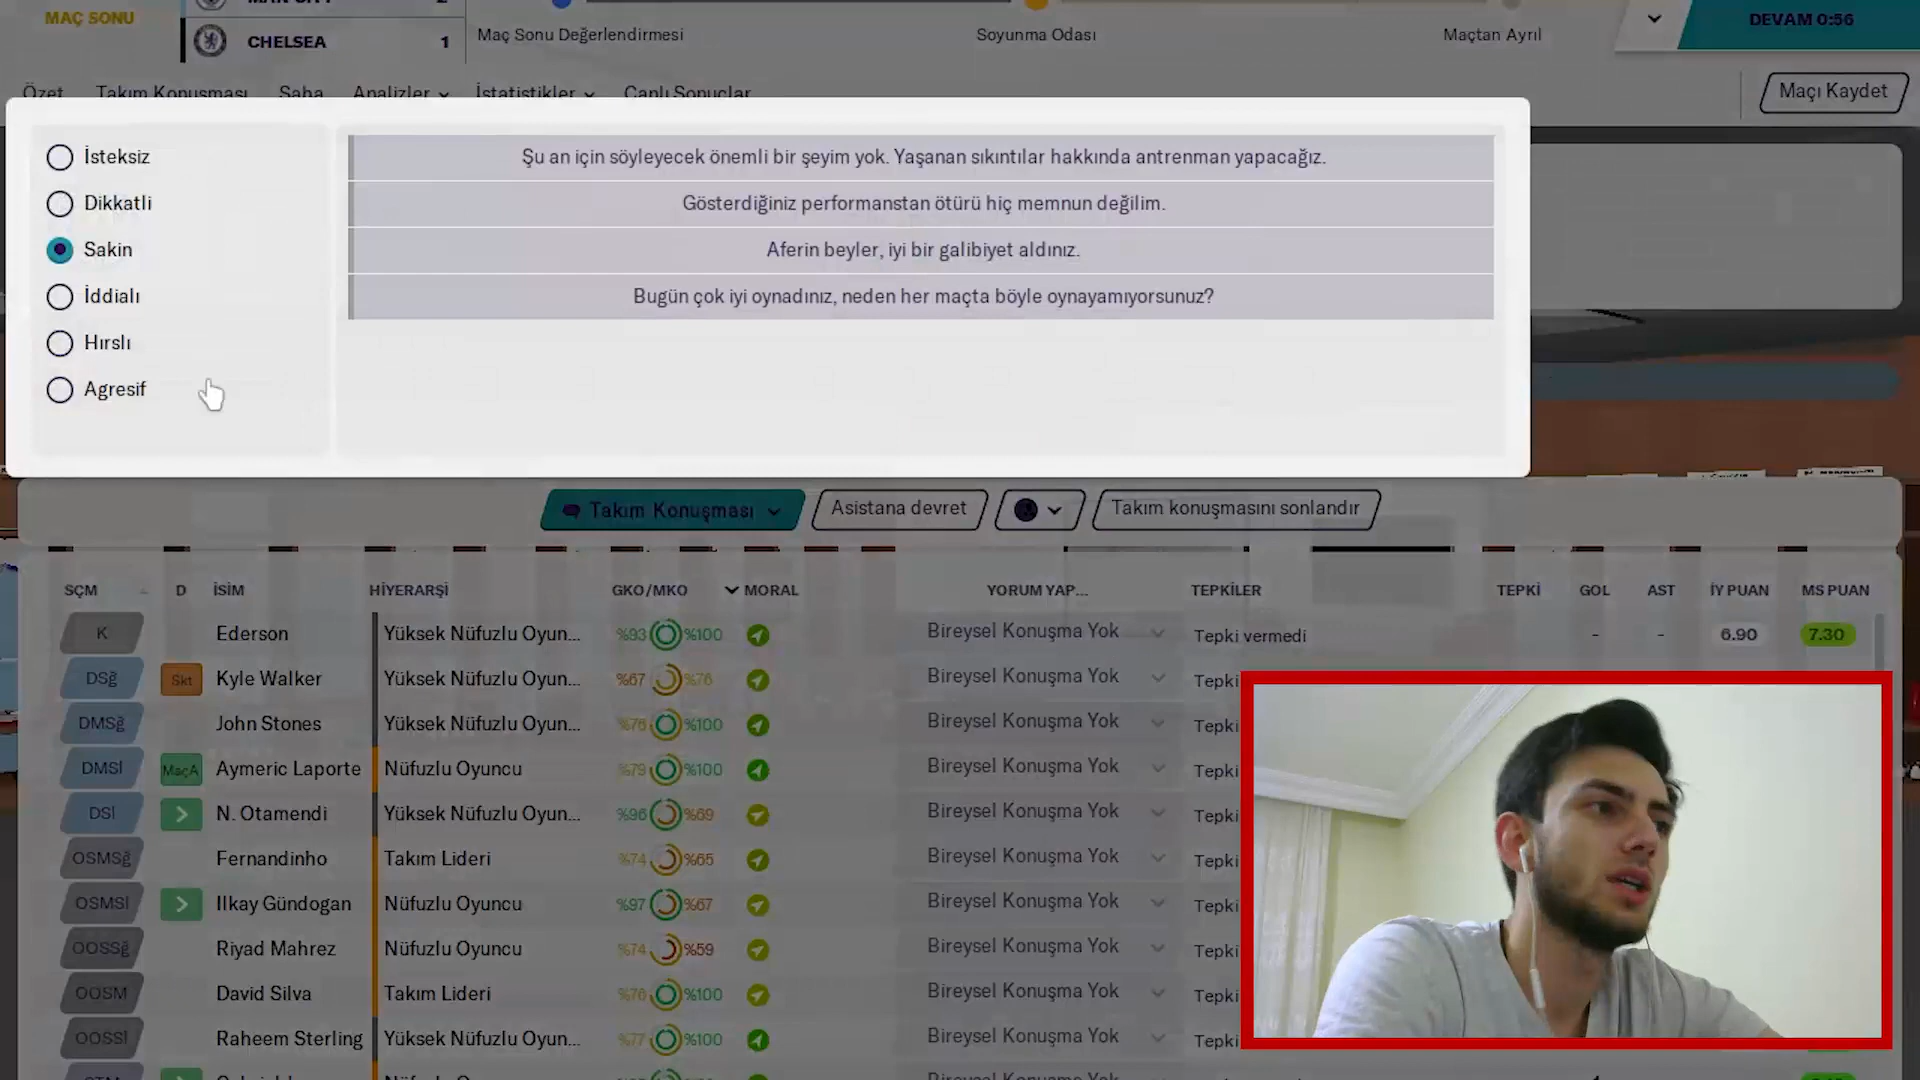 MAÇ SONU
MAN CITY 2
CHELSEA 1
Maç Sonu Değerlendirmesi
Soyunma Odası
Maçtan Ayrıl
DEVAM 0:56
Özet Takım Konuşması Saha Analizler İstatistikler Canlı Sonuçlar
Maçı Kaydet
İsteksiz
Dikkatli
Sakin
İddialı
Hırslı
Agresif
Şu an için söyleyecek önemli bir şeyim yok. Yaşanan sıkıntılar hakkında antrenman yapacağız.
Gösterdiğiniz performanstan ötürü hiç memnun değilim.
Aferin beyler, iyi bir galibiyet aldınız.
Bugün çok iyi oynadınız, neden her maçta böyle oynayamıyorsunuz?
Takım Konuşması Asistana devret Takım konuşmasını sonlandır
SÇM D İSİM HİYERARŞİ GKO/MKO MORAL YORUM YAP... TEPKİLER TEPKİ GOL AST İY PUAN MS PUAN
K Ederson Yüksek Nüfuzlu Oyun... %93 %100 Bireysel Konuşma Yok Tepki vermedi - - 6.90 7.30
DSğ Skt Kyle Walker Yüksek Nüfuzlu Oyun... %67 %76 Bireysel Konuşma Yok Tepki
DMSğ John Stones Yüksek Nüfuzlu Oyun... %76 %100 Bireysel Konuşma Yok Tepki
DMSl MaçA Aymeric Laporte Nüfuzlu Oyuncu %79 %100 Bireysel Konuşma Yok Tepki
DSl N. Otamendi Yüksek Nüfuzlu Oyun... %96 %69 Bireysel Konuşma Yok Tepki
OSMSğ Fernandinho Takım Lideri %74 %65 Bireysel Konuşma Yok Tepki
OSMSl Ilkay Gündogan Nüfuzlu Oyuncu %97 %67 Bireysel Konuşma Yok Tepki
OOSSğ Riyad Mahrez Nüfuzlu Oyuncu %74 %59 Bireysel Konuşma Yok Tepki
OOSM David Silva Takım Lideri %76 %100 Bireysel Konuşma Yok Tepki
OOSSl Raheem Sterling Yüksek Nüfuzlu Oyun... %77 %100 Bireysel Konuşma Yok Tepki